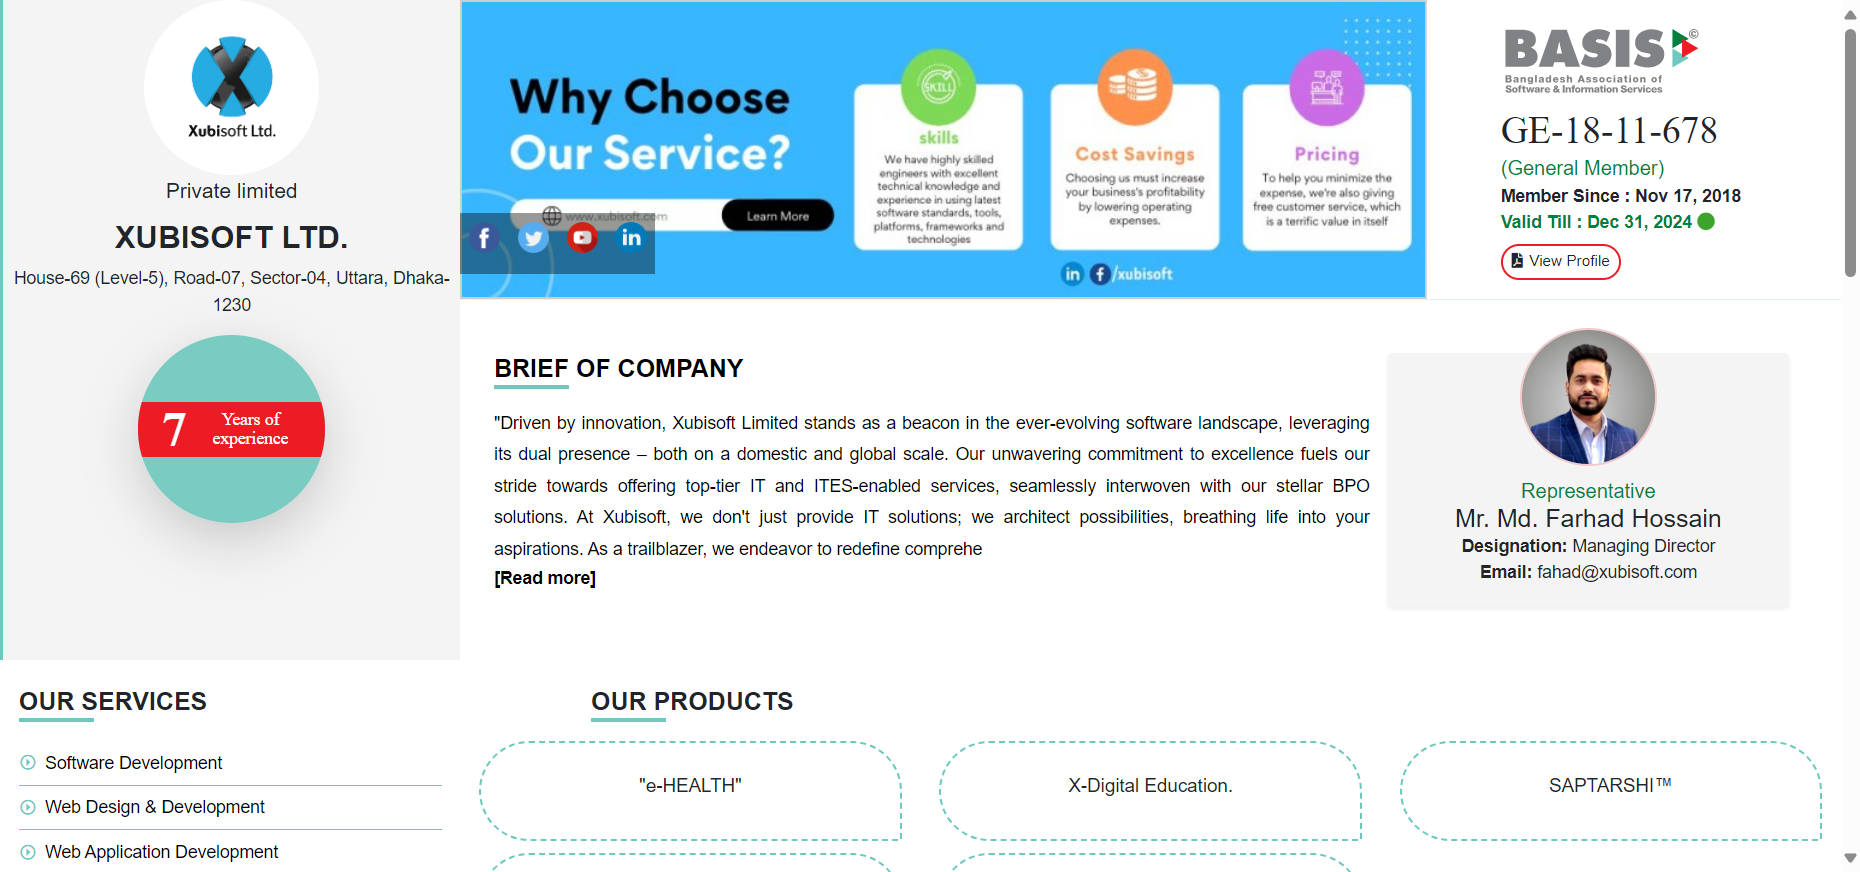 Xubisoft Ltd.
Private limited
XUBISOFT LTD.
House-69 (Level-5), Road-07, Sector-04, Uttara, Dhaka-
1230
7
Years of
experience
Why Choose
Our Service?
www.xubisoft.com
Learn More
SKILL
skills
We have highly skilled
engineers with excellent
technical knowledge and
experience in using latest
software standards, tools,
platforms, frameworks and
technologies
Cost Savings
Choosing us must increase
your business's profitability
by lowering operating
expenses.
Pricing
To help you minimize the
expense, we're also giving
free customer service, which
is a terrific value in itself
/xubisoft
BASIS©
Bangladesh Association of
Software & Information Services
GE-18-11-678
(General Member)
Member Since : Nov 17, 2018
Valid Till : Dec 31, 2024
View Profile
BRIEF OF COMPANY
"Driven by innovation, Xubisoft Limited stands as a beacon in the ever-evolving software landscape, leveraging
its dual presence – both on a domestic and global scale. Our unwavering commitment to excellence fuels our
stride towards offering top-tier IT and ITES-enabled services, seamlessly interwoven with our stellar BPO
solutions. At Xubisoft, we don't just provide IT solutions; we architect possibilities, breathing life into your
aspirations. As a trailblazer, we endeavor to redefine comprehe
[Read more]
Representative
Mr. Md. Farhad Hossain
Designation: Managing Director
Email: fahad@xubisoft.com
OUR SERVICES
Software Development
Web Design & Development
Web Application Development
OUR PRODUCTS
"e-HEALTH"
X-Digital Education.
SAPTARSHI™